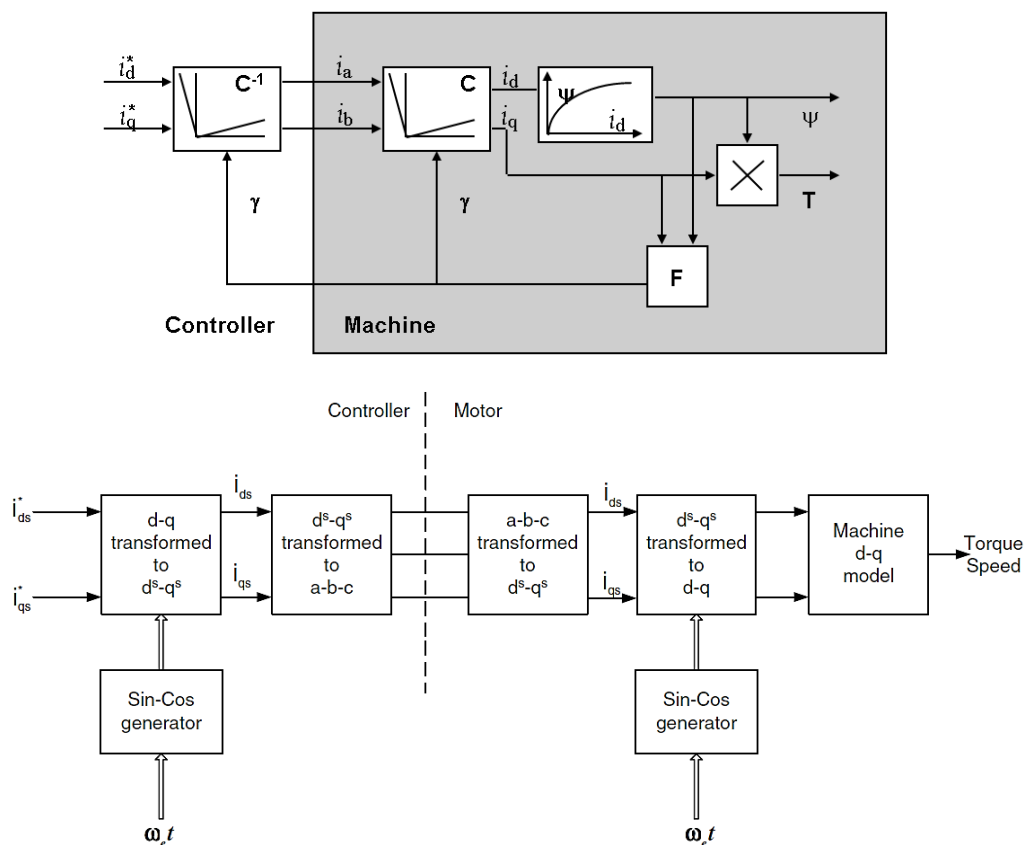 i*d
i*q
C-1
ia
ib
C
id
iq
Ψ
id
Ψ
T
γ
γ
F
Controller
Machine
Controller
Motor
i*ds
i*qs
d-q
transformed
to
ds-qs
ids
iqs
ds-qs
transformed
to
a-b-c
a-b-c
transformed
to
ds-qs
ids
iqs
ds-qs
transformed
to
d-q
Machine
d-q
model
Torque
Speed
Sin-Cos
generator
Sin-Cos
generator
ωet
ωet